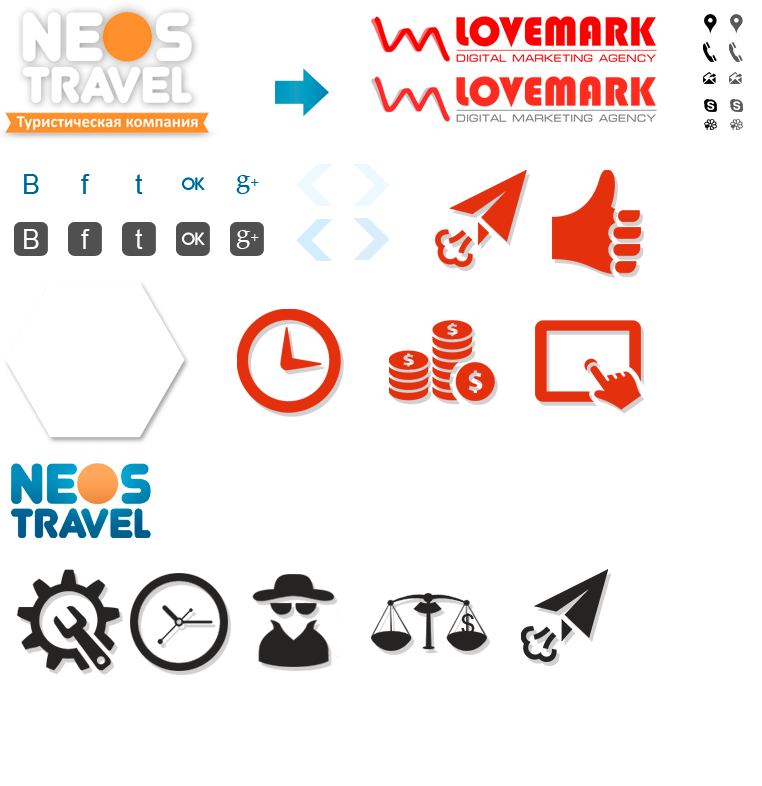 NEOS
TRAVEL
Туристическая компания
LOVEMARK
DIGITAL MARKETING AGENCY
LOVEMARK
DIGITAL MARKETING AGENCY
B f t OK g+
B f t OK g+
$
$
$
NEOS
TRAVEL
$